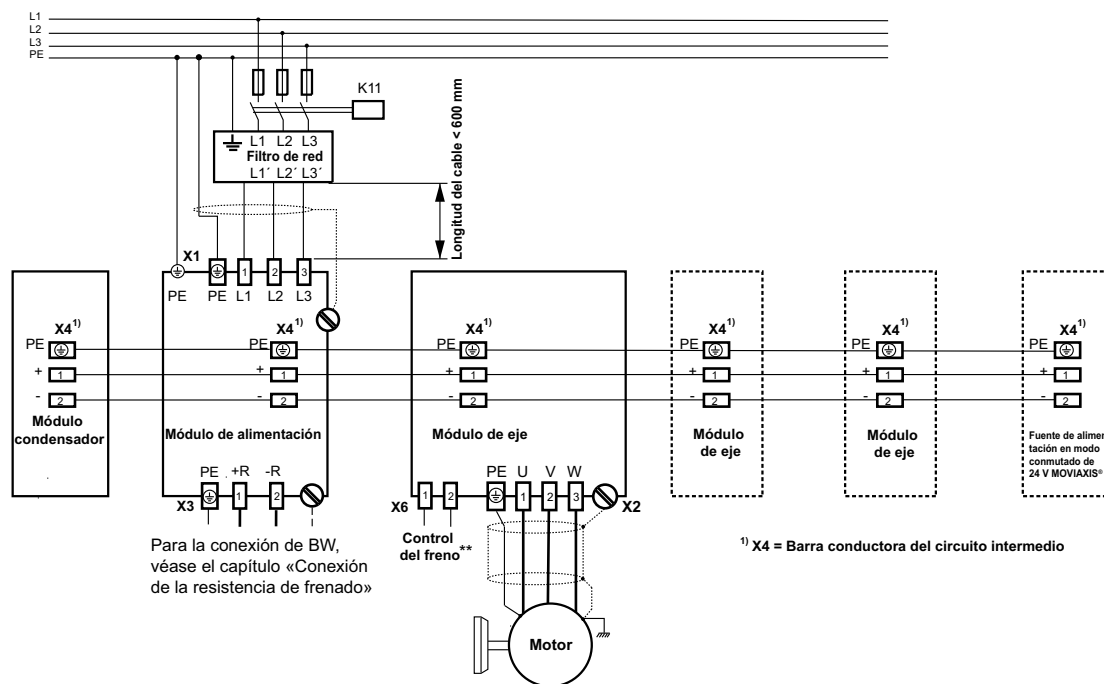 L1
L2
L3
PE
K11
L1 L2 L3
Filtro de red
L1´ L2´ L3´
Longitud del cable < 600 mm
X1
1 2 3
PE PE L1 L2 L3
X4¹⁾
PE
+ 1
- 2
Módulo
condensador
X4¹⁾
PE
+ 1
- 2
Módulo de alimentación
X4¹⁾
PE
+ 1
- 2
Módulo de eje
X4¹⁾
PE
+ 1
- 2
Módulo
de eje
X4¹⁾
PE
+ 1
- 2
Módulo
de eje
X4¹⁾
PE
+ 1
- 2
Fuente de alimen
tación en modo
conmutado de
24 V MOVIAXIS®
PE +R -R
X3 1 2
Para la conexión de BW,
véase el capítulo «Conexión
de la resistencia de frenado»
PE U V W
X6 1 2 1 2 3 X2
Control
del freno**
Motor
¹⁾ X4 = Barra conductora del circuito intermedio